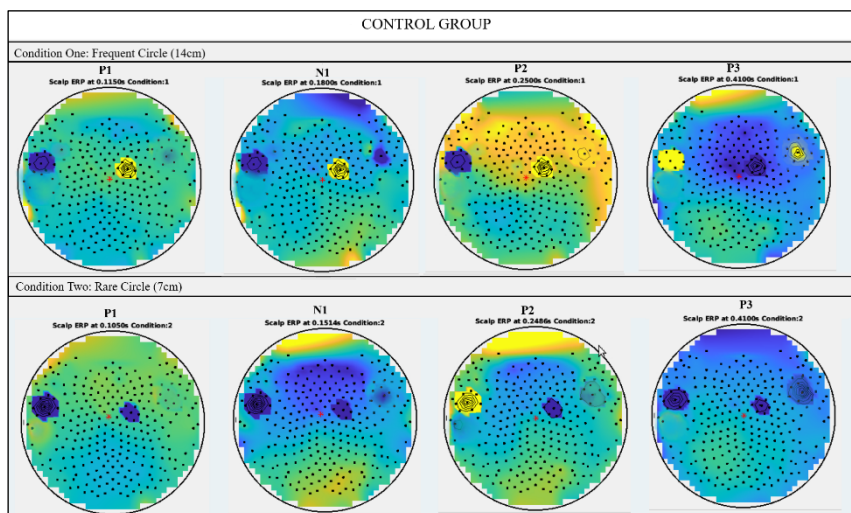 CONTROL GROUP
Condition One: Frequent Circle (14cm)
P1 N1 P2 P3
Scalp ERP at 0.1150s Condition:1 Scalp ERP at 0.1800s Condition:1 Scalp ERP at 0.2500s Condition:1 Scalp ERP at 0.4100s Condition:1
Condition Two: Rare Circle (7cm)
P1 N1 P2 P3
Scalp ERP at 0.1050s Condition:2 Scalp ERP at 0.1514s Condition:2 Scalp ERP at 0.2486s Condition:2 Scalp ERP at 0.4100s Condition:2